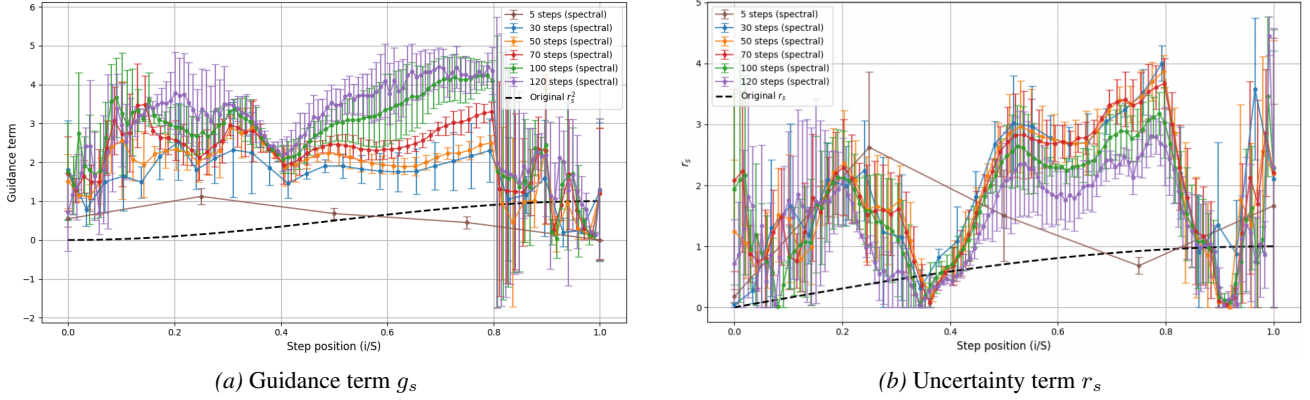 6
5
4
3
2
1
0
−1
−2
Guidance term
0.0 0.2 0.4 0.6 0.8 1.0
Step position (i/S)
5 steps (spectral)
30 steps (spectral)
50 steps (spectral)
70 steps (spectral)
100 steps (spectral)
120 steps (spectral)
Original r_s^2
(a) Guidance term g_s
5
4
3
2
1
0
r_s
0.0 0.2 0.4 0.6 0.8 1.0
Step position (i/S)
5 steps (spectral)
30 steps (spectral)
50 steps (spectral)
70 steps (spectral)
100 steps (spectral)
120 steps (spectral)
Original r_s
(b) Uncertainty term r_s